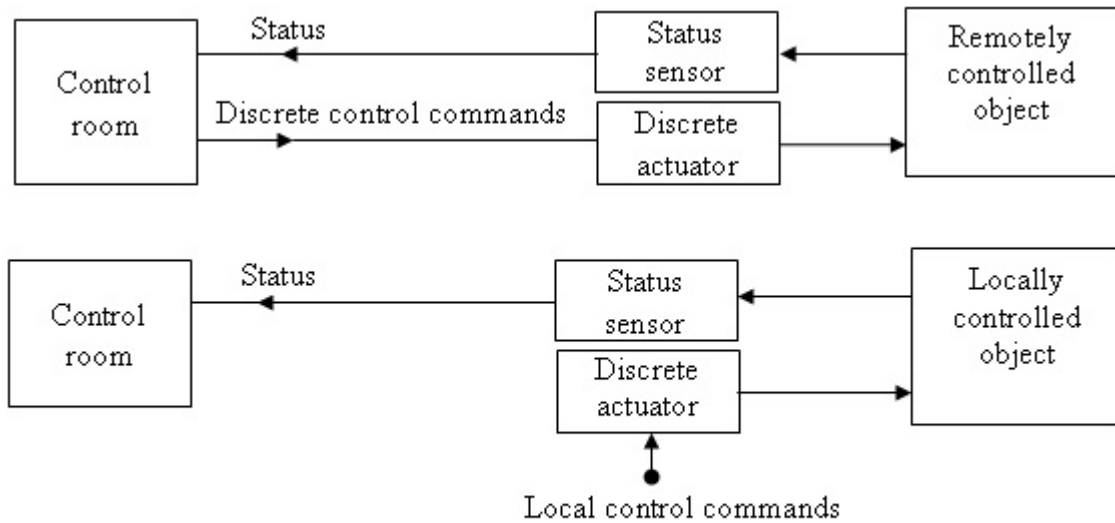 Control
room
Status
Discrete control commands
Status
sensor
Discrete
actuator
Remotely
controlled
object
Control
room
Status
Status
sensor
Discrete
actuator
Locally
controlled
object
Local control commands